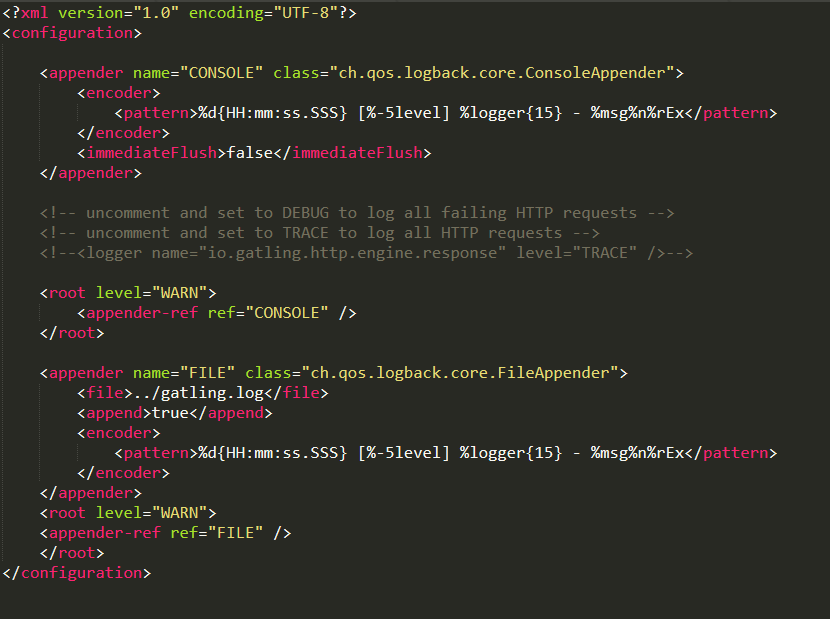 <?xml version="1.0" encoding="UTF-8"?>
<configuration>
<appender name="CONSOLE" class="ch.qos.logback.core.ConsoleAppender">
<encoder>
<pattern>%d{HH:mm:ss.SSS} [%-5level] %logger{15} - %msg%n%rEx</pattern>
</encoder>
<immediateFlush>false</immediateFlush>
</appender>
<!-- uncomment and set to DEBUG to log all failing HTTP requests -->
<!-- uncomment and set to TRACE to log all HTTP requests -->
<!--<logger name="io.gatling.http.engine.response" level="TRACE" />-->
<root level="WARN">
<appender-ref ref="CONSOLE" />
</root>
<appender name="FILE" class="ch.qos.logback.core.FileAppender">
<file>../gatling.log</file>
<append>true</append>
<encoder>
<pattern>%d{HH:mm:ss.SSS} [%-5level] %logger{15} - %msg%n%rEx</pattern>
</encoder>
</appender>
<root level="WARN">
<appender-ref ref="FILE" />
</root>
</configuration>